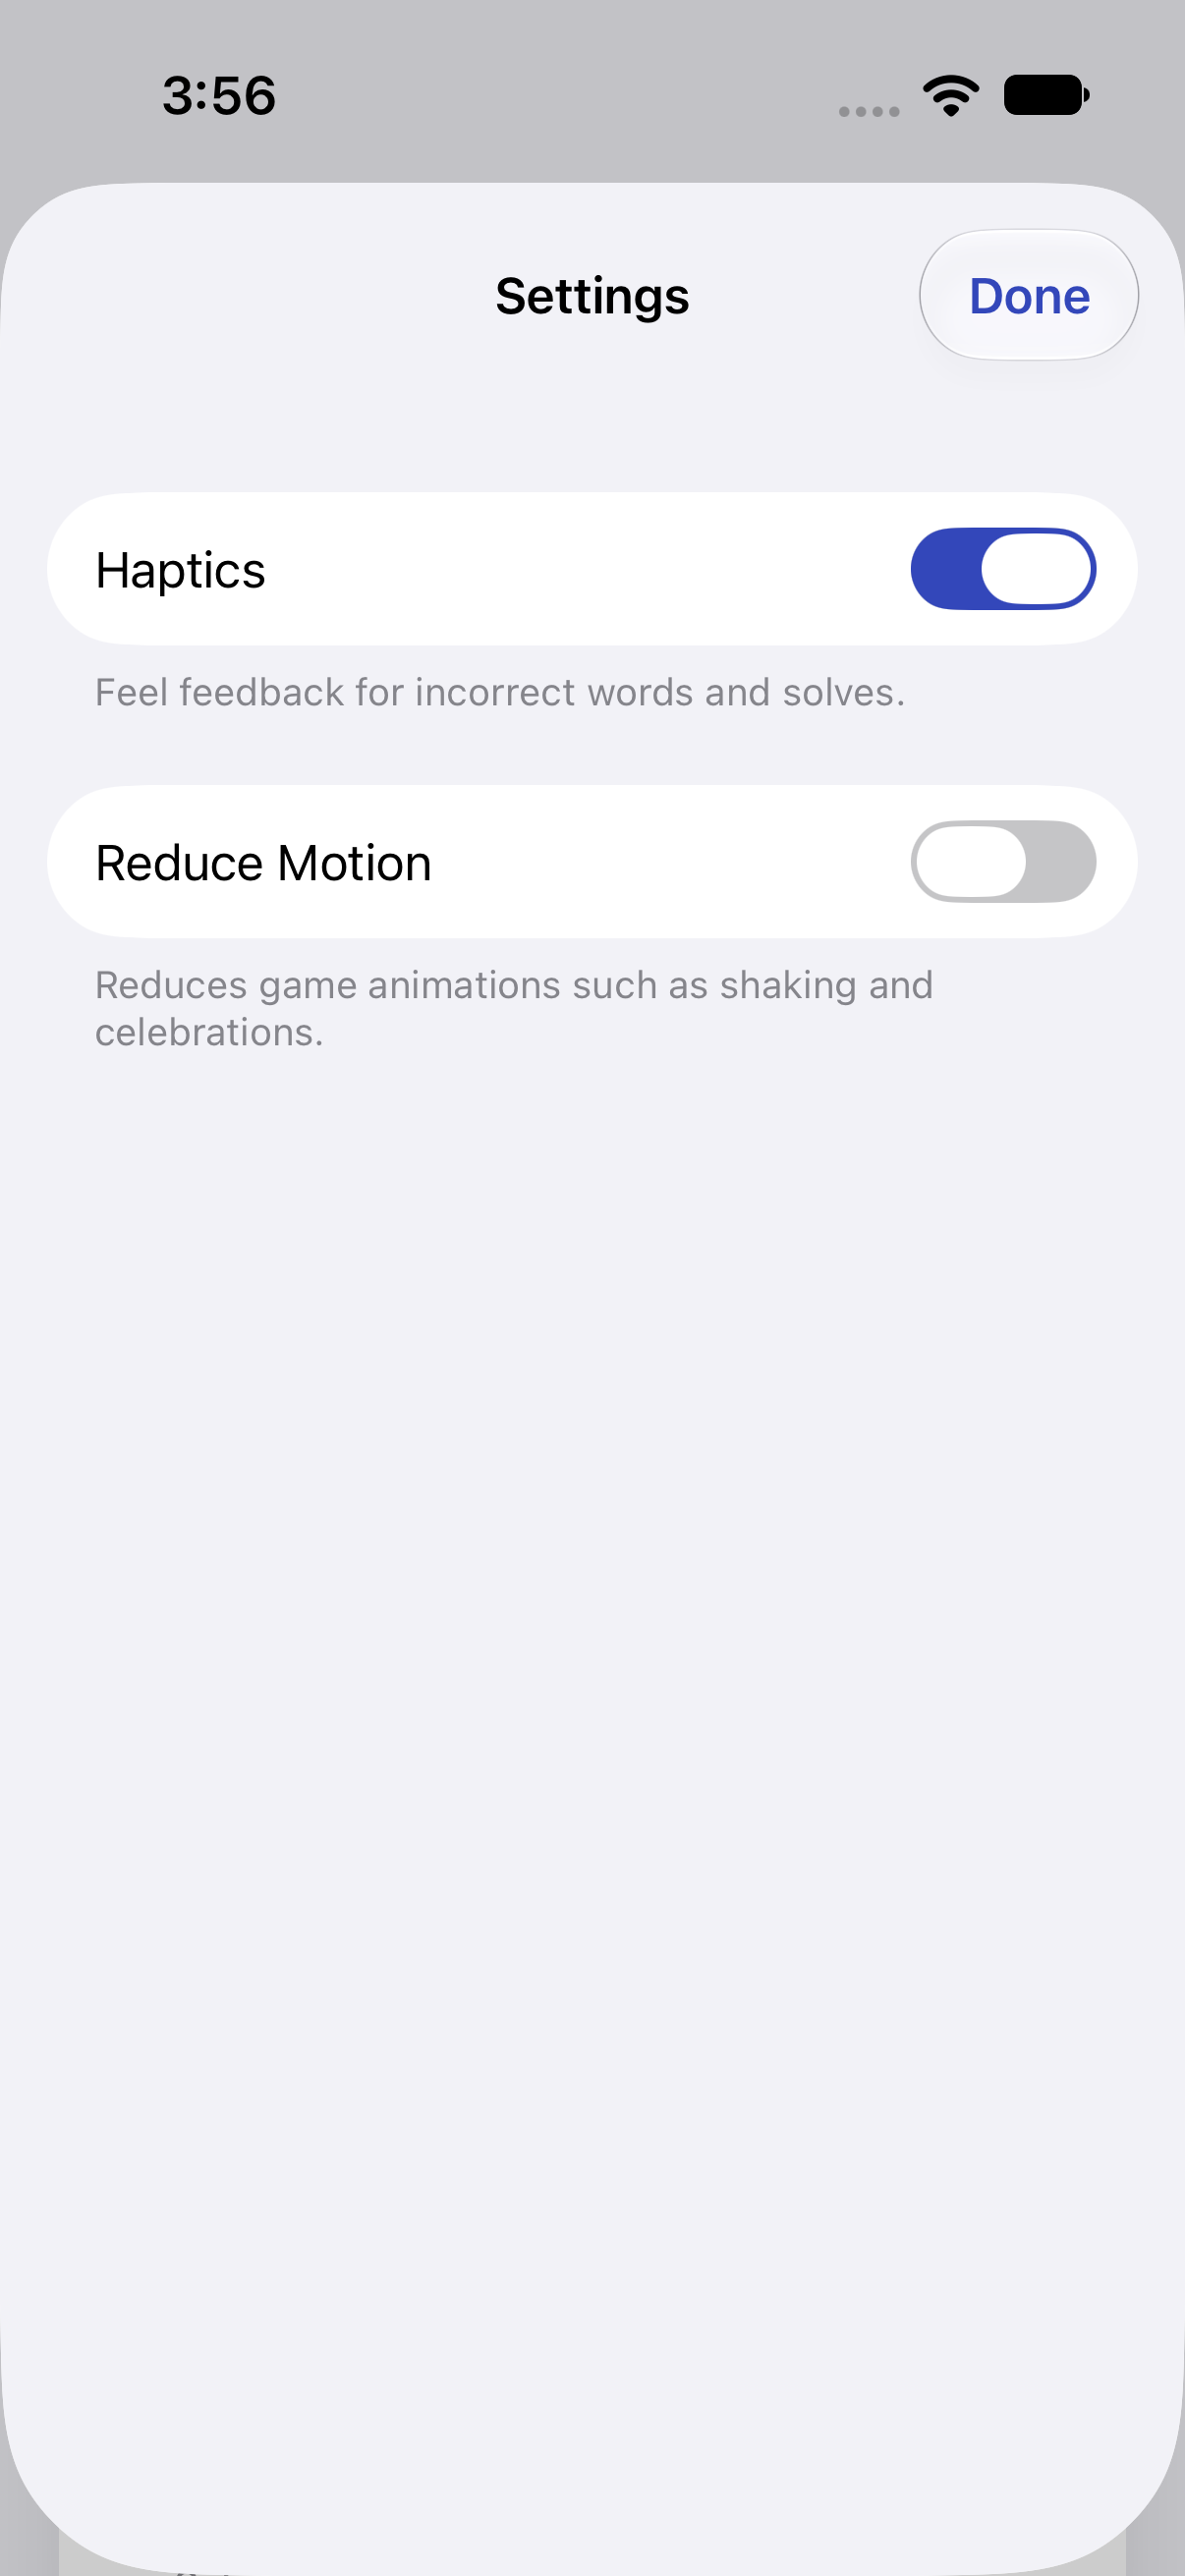 3:56
Settings
Done
Haptics
Feel feedback for incorrect words and solves.
Reduce Motion
Reduces game animations such as shaking and
celebrations.